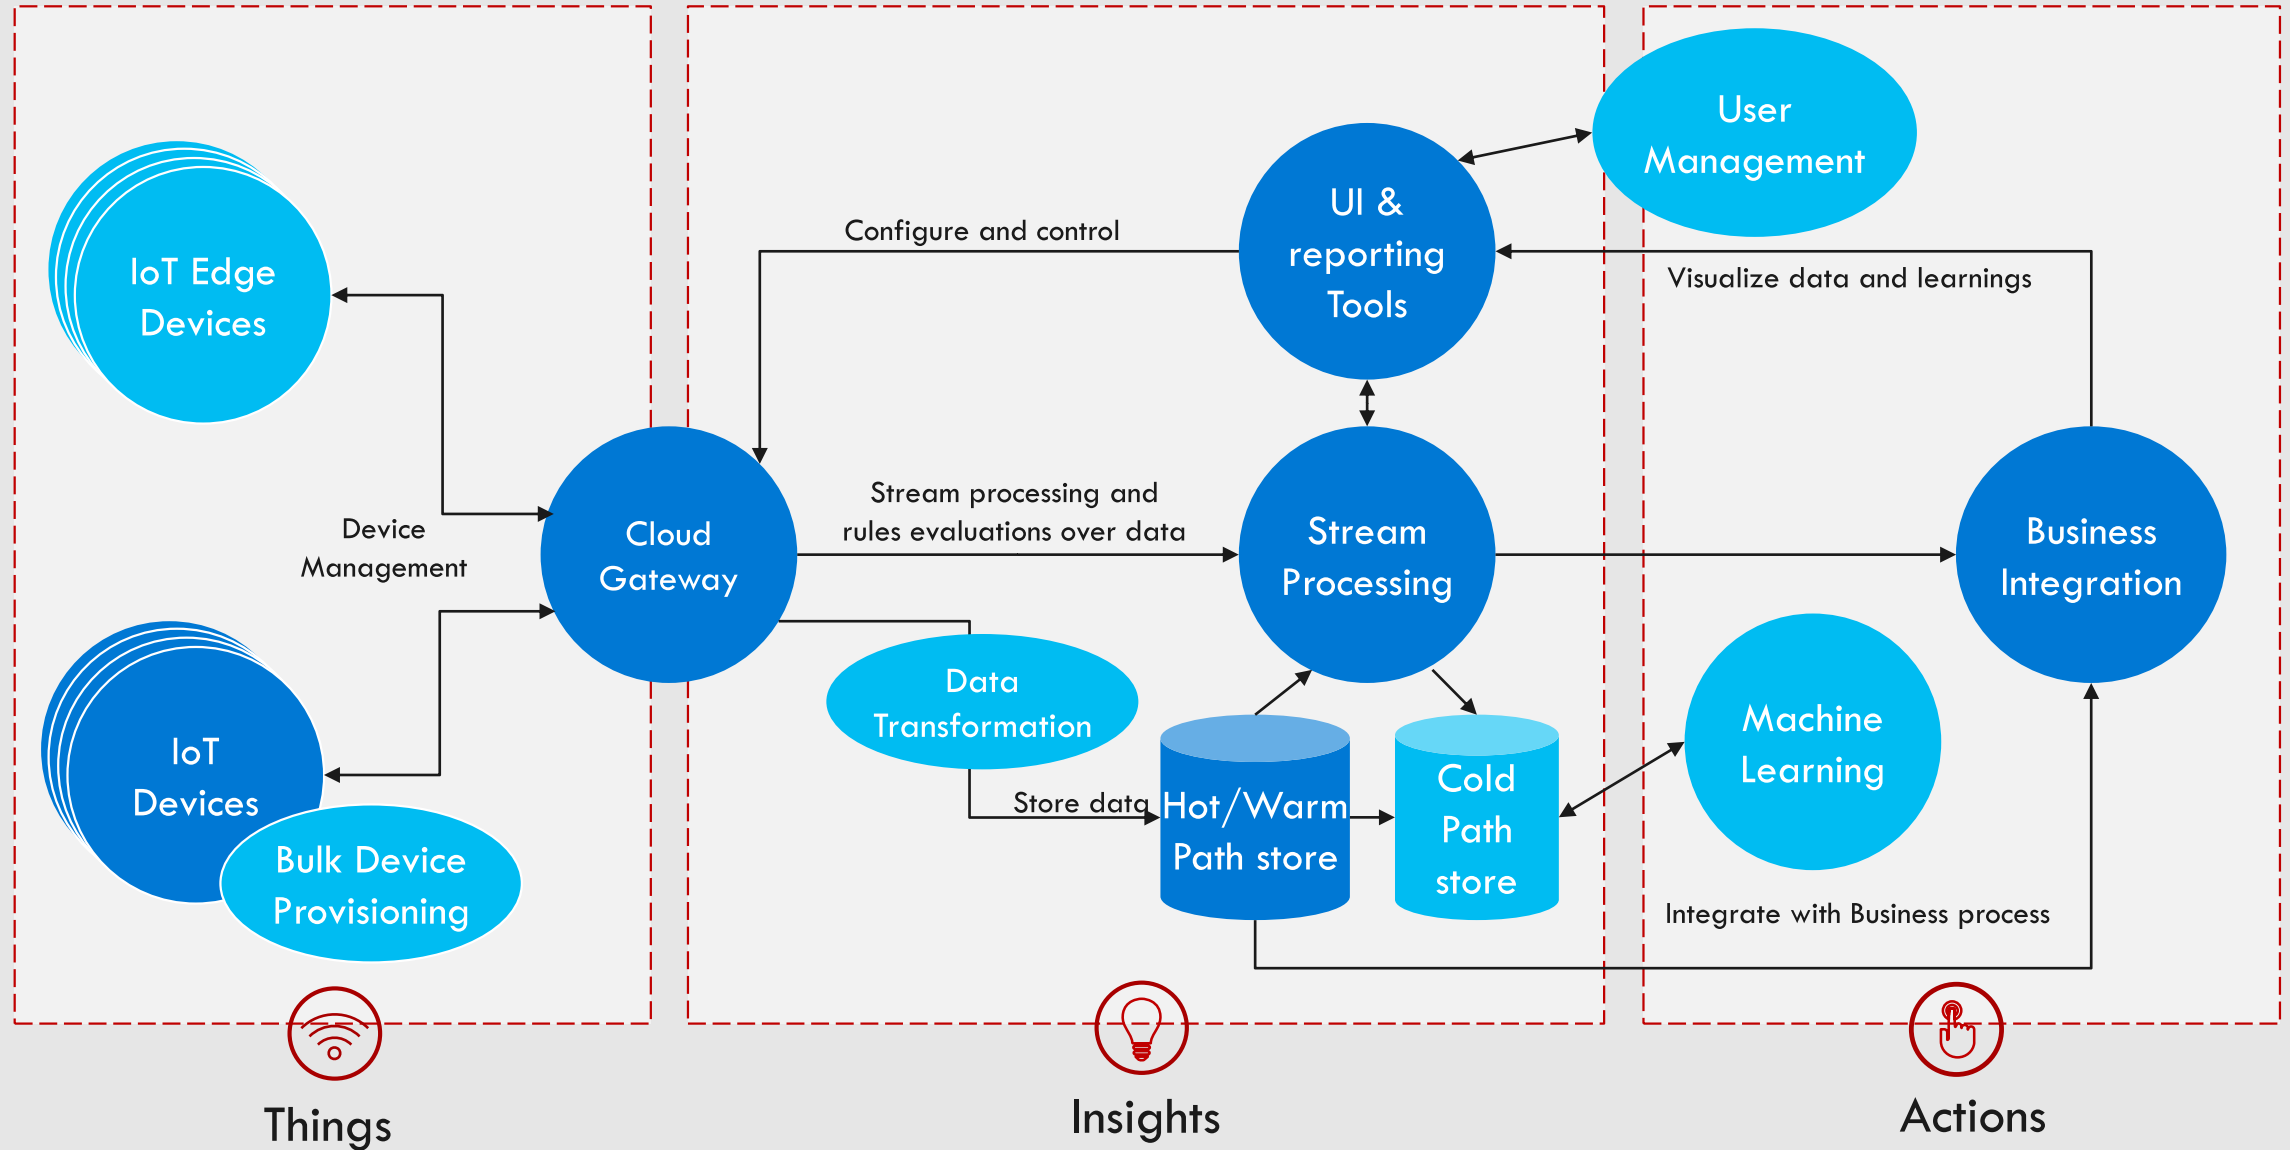 IoT Edge
Devices
Device
Management
IoT
Devices
Bulk Device
Provisioning
Cloud
Gateway
Configure and control
Stream processing and
rules evaluations over data
Data
Transformation
Store data
UI &
reporting
Tools
Stream
Processing
Hot/Warm
Path store
Cold
Path
store
User
Management
Visualize data and learnings
Business
Integration
Machine
Learning
Integrate with Business process
Things
Insights
Actions